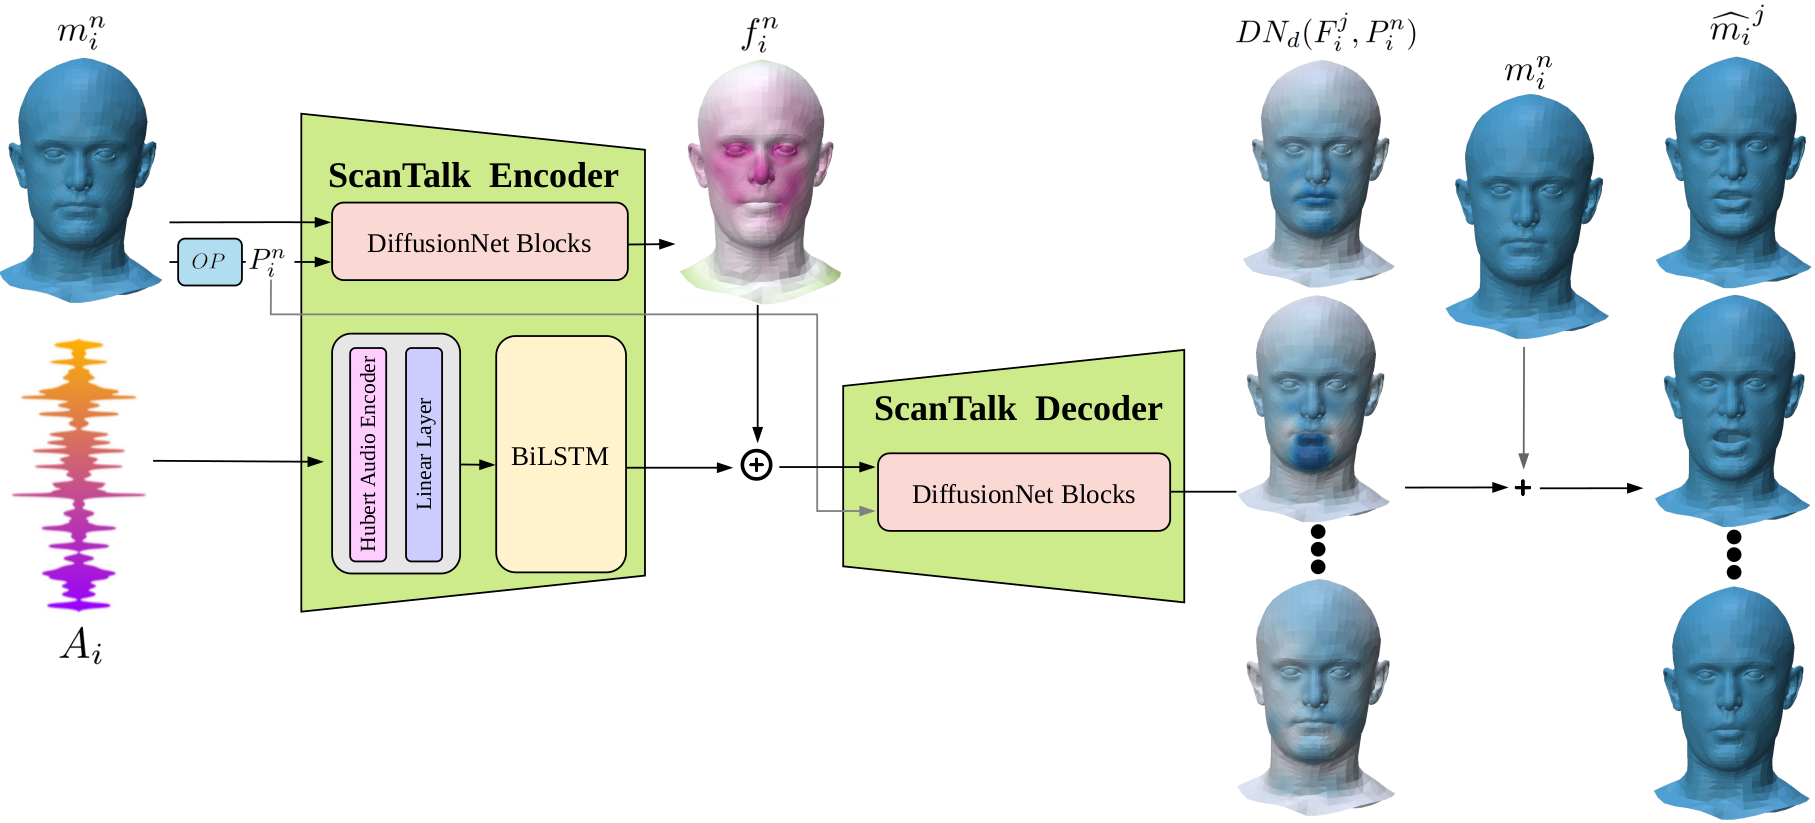 m_i^n
f_i^n
DN_d(F_i^j, P_i^n)
m_i^n
\widehat{m_i}^j
ScanTalk Encoder
DiffusionNet Blocks
OP
P_i^n
Hubert Audio Encoder
Linear Layer
BiLSTM
+
ScanTalk Decoder
DiffusionNet Blocks
+
A_i